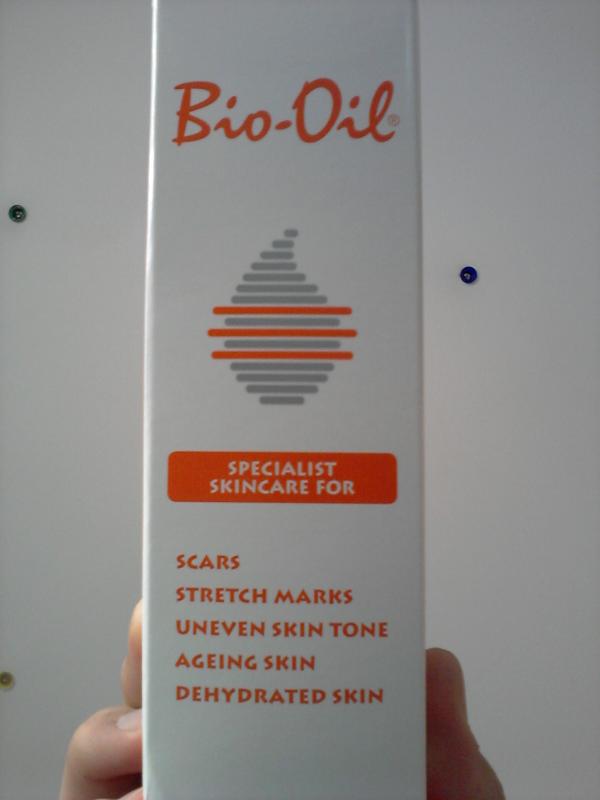 Bio-Oil®
SPECIALIST
SKINCARE FOR
SCARS
STRETCH MARKS
UNEVEN SKIN TONE
AGEING SKIN
DEHYDRATED SKIN